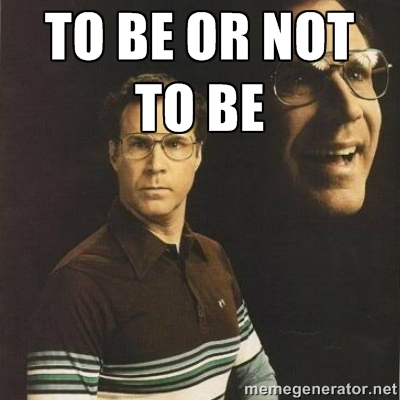 TO BE OR NOT
TO BE
memegenerator.net